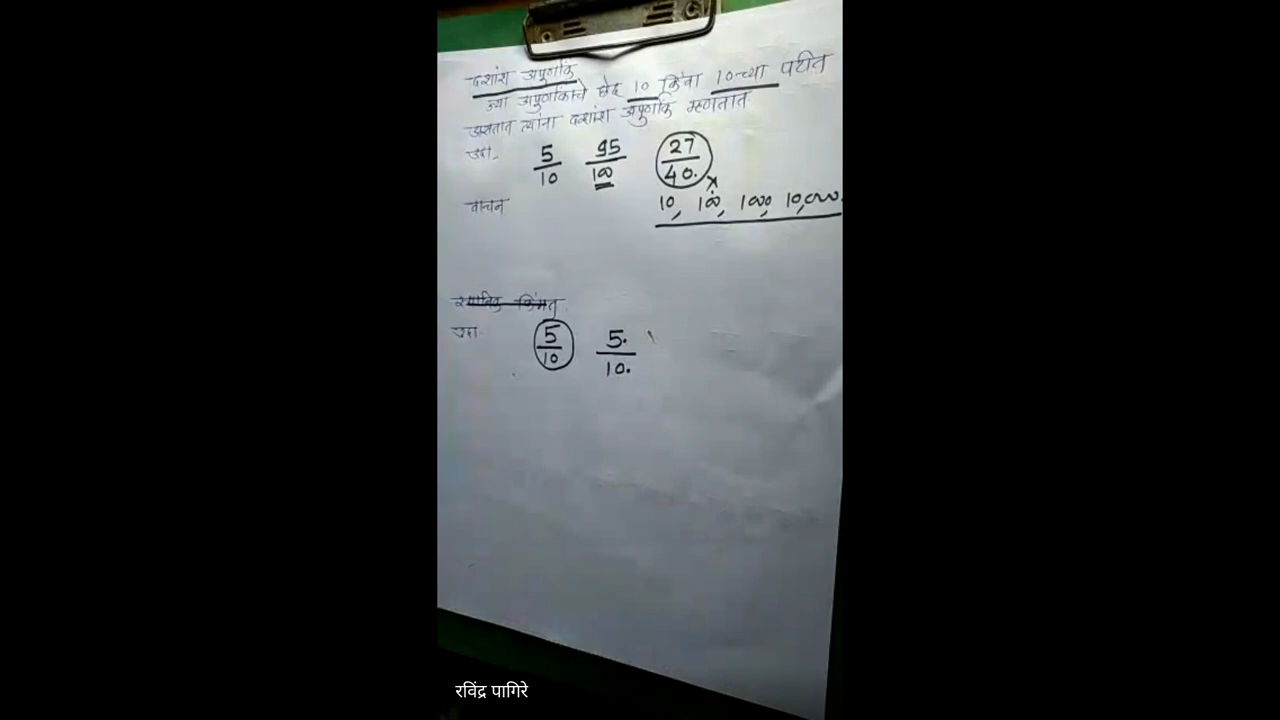 दशांश अपूर्णांक
ज्या अपूर्णांकाचे छेद 10 किंवा 10-च्या पटीत
असतात त्यांना दशांश अपूर्णांक म्हणतात
उदा- 5/10 95/100 27/40. x
वाचन 10, 100, 1000, 10,000.
स्थानिक किंमत
उदा- 5/10 5./10.
रविंद्र पागिरे